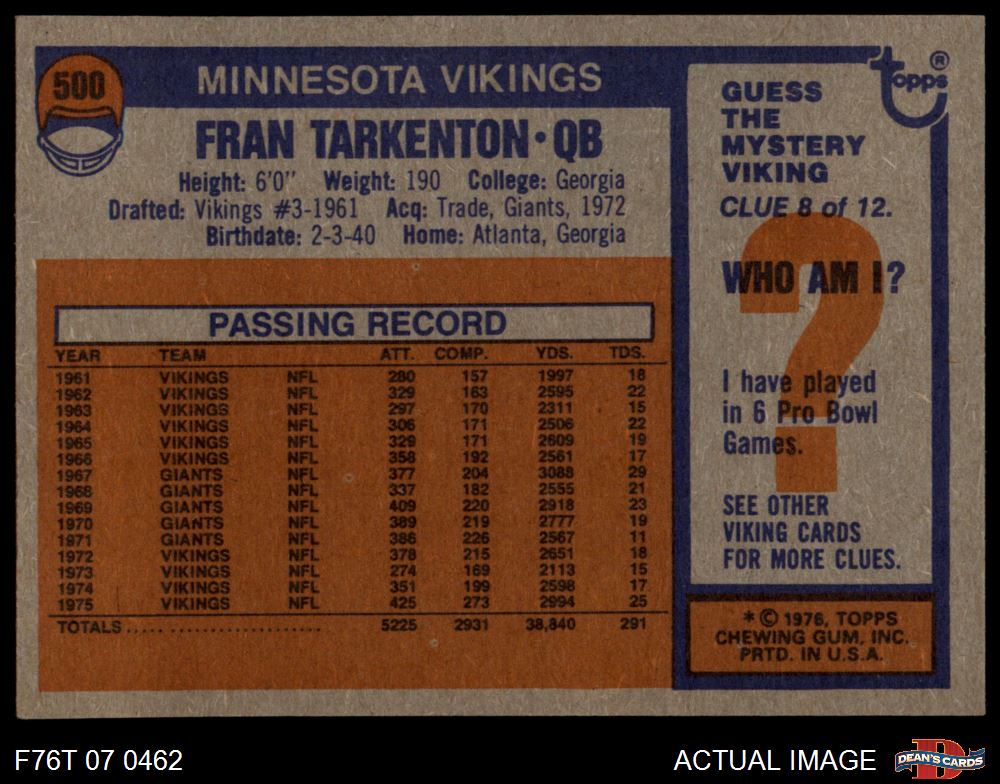 500
MINNESOTA VIKINGS
FRAN TARKENTON • QB
Height: 6'0" Weight: 190 College: Georgia
Drafted: Vikings #3-1961 Acq: Trade, Giants, 1972
Birthdate: 2-3-40 Home: Atlanta, Georgia
PASSING RECORD
YEAR TEAM ATT. COMP. YDS. TDS.
1961 VIKINGS NFL 280 157 1997 18
1962 VIKINGS NFL 329 163 2595 22
1963 VIKINGS NFL 297 170 2311 15
1964 VIKINGS NFL 306 171 2506 22
1965 VIKINGS NFL 329 171 2609 19
1966 VIKINGS NFL 358 192 2561 17
1967 GIANTS NFL 377 204 3088 29
1968 GIANTS NFL 337 182 2555 21
1969 GIANTS NFL 409 220 2918 23
1970 GIANTS NFL 389 219 2777 19
1971 GIANTS NFL 386 226 2567 11
1972 VIKINGS NFL 378 215 2651 18
1973 VIKINGS NFL 274 169 2113 15
1974 VIKINGS NFL 351 199 2598 17
1975 VIKINGS NFL 425 273 2994 25
TOTALS.......................... 5225 2931 38,840 291
Topps ®
GUESS
THE
MYSTERY
VIKING
CLUE 8 of 12.
?
WHO AM I?
I have played
in 6 Pro Bowl
Games.
SEE OTHER
VIKING CARDS
FOR MORE CLUES.
* © 1976, TOPPS
CHEWING GUM, INC.
PRTD. IN U.S.A.
F76T 07 0462
ACTUAL IMAGE
D
DEAN'S CARDS